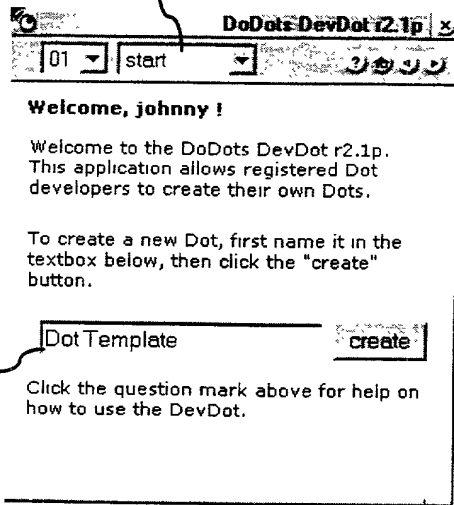 DoDots DevDot r2.1p
01 start
Welcome, johnny !
Welcome to the DoDots DevDot r2.1p.
This application allows registered Dot
developers to create their own Dots.
To create a new Dot, first name it in the
textbox below, then click the "create"
button.
Dot Template create
Click the question mark above for help on
how to use the DevDot.